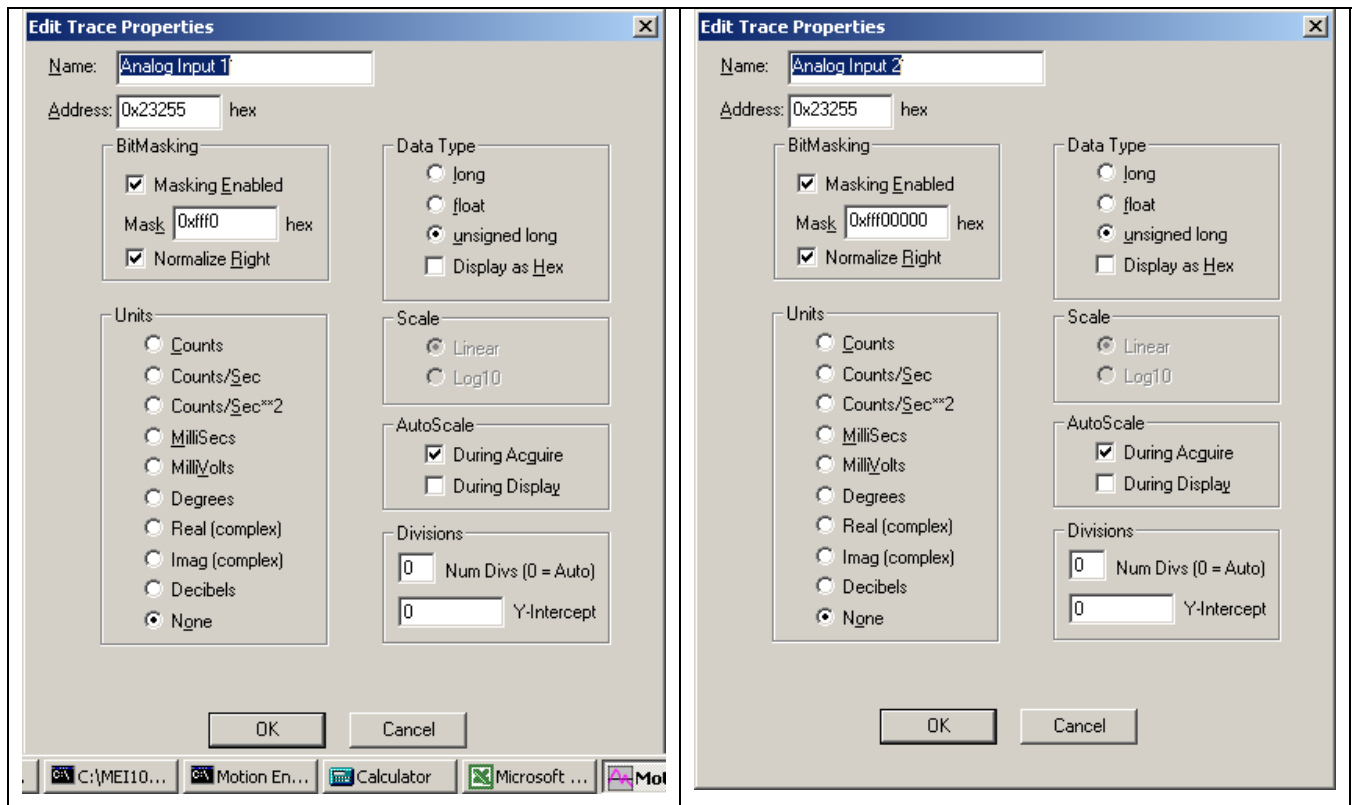 Edit Trace Properties
Name: Analog Input 1
Address: 0x23255 hex
BitMasking
Masking Enabled
Mask 0xfff0 hex
Normalize Right
Data Type
long
float
unsigned long
Display as Hex
Units
Counts
Counts/Sec
Counts/Sec**2
MilliSecs
MilliVolts
Degrees
Real (complex)
Imag (complex)
Decibels
None
Scale
Linear
Log10
AutoScale
During Acguire
During Display
Divisions
0 Num Divs (0 = Auto)
0 Y-Intercept
OK Cancel
C:\MEI10... Motion En... Calculator Microsoft ... Mot
Edit Trace Properties
Name: Analog Input 2
Address: 0x23255 hex
BitMasking
Masking Enabled
Mask 0xfff00000 hex
Normalize Right
Data Type
long
float
unsigned long
Display as Hex
Units
Counts
Counts/Sec
Counts/Sec**2
MilliSecs
MilliVolts
Degrees
Real (complex)
Imag (complex)
Decibels
None
Scale
Linear
Log10
AutoScale
During Acguire
During Display
Divisions
0 Num Divs (0 = Auto)
0 Y-Intercept
OK Cancel